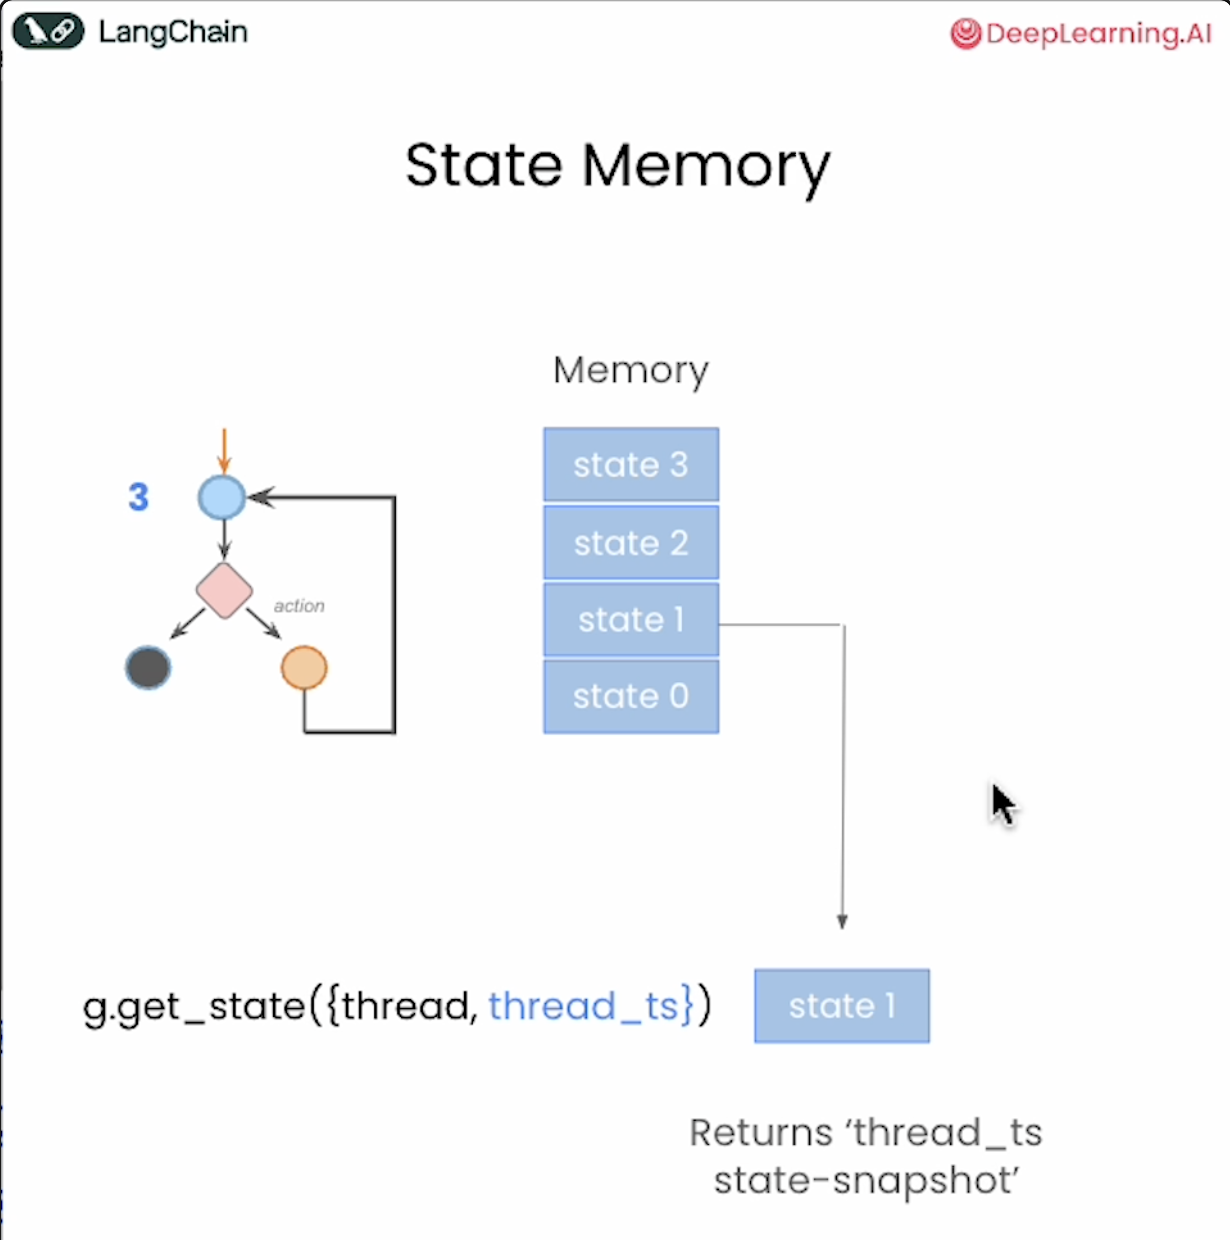 LangChain
DeepLearning.AI
State Memory
Memory
state 3
state 2
state 1
state 0
3
action
g.get_state({thread, thread_ts})
state 1
Returns ‘thread_ts
state-snapshot’